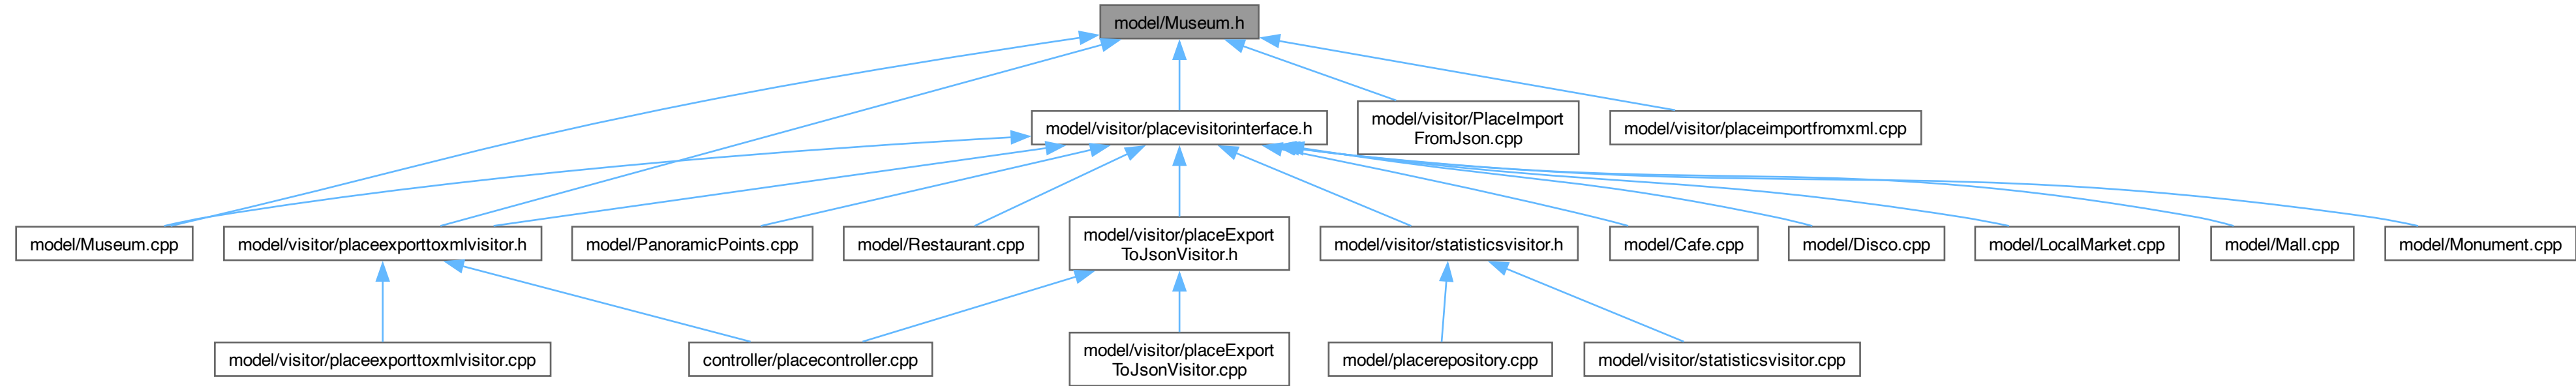 model/Museum.h
model/visitor/placevisitorinterface.h
model/visitor/PlaceImport
FromJson.cpp
model/visitor/placeimportfromxml.cpp
model/Museum.cpp
model/visitor/placeexporttoxmlvisitor.h
model/PanoramicPoints.cpp
model/Restaurant.cpp
model/visitor/placeExport
ToJsonVisitor.h
model/visitor/statisticsvisitor.h
model/Cafe.cpp
model/Disco.cpp
model/LocalMarket.cpp
model/Mall.cpp
model/Monument.cpp
model/visitor/placeexporttoxmlvisitor.cpp
controller/placecontroller.cpp
model/visitor/placeExport
ToJsonVisitor.cpp
model/placerepository.cpp
model/visitor/statisticsvisitor.cpp